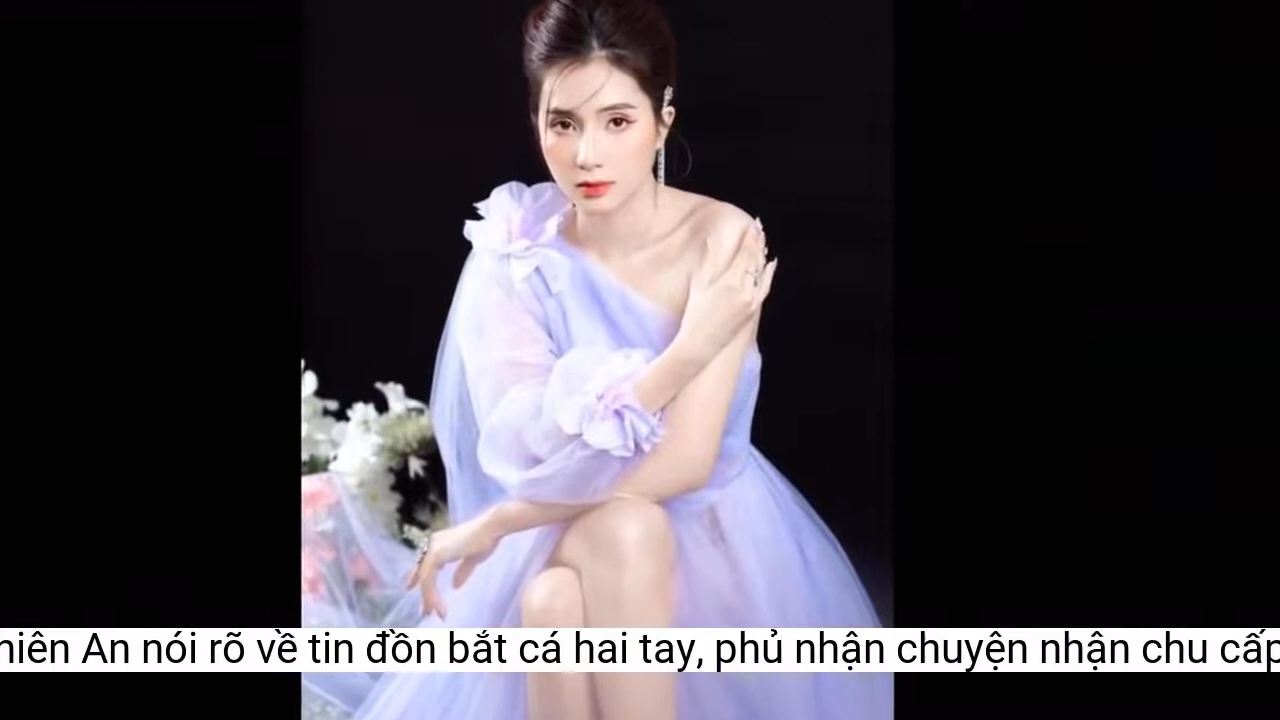 hiên An nói rõ về tin đồn bắt cá hai tay, phủ nhận chuyện nhận chu cấp